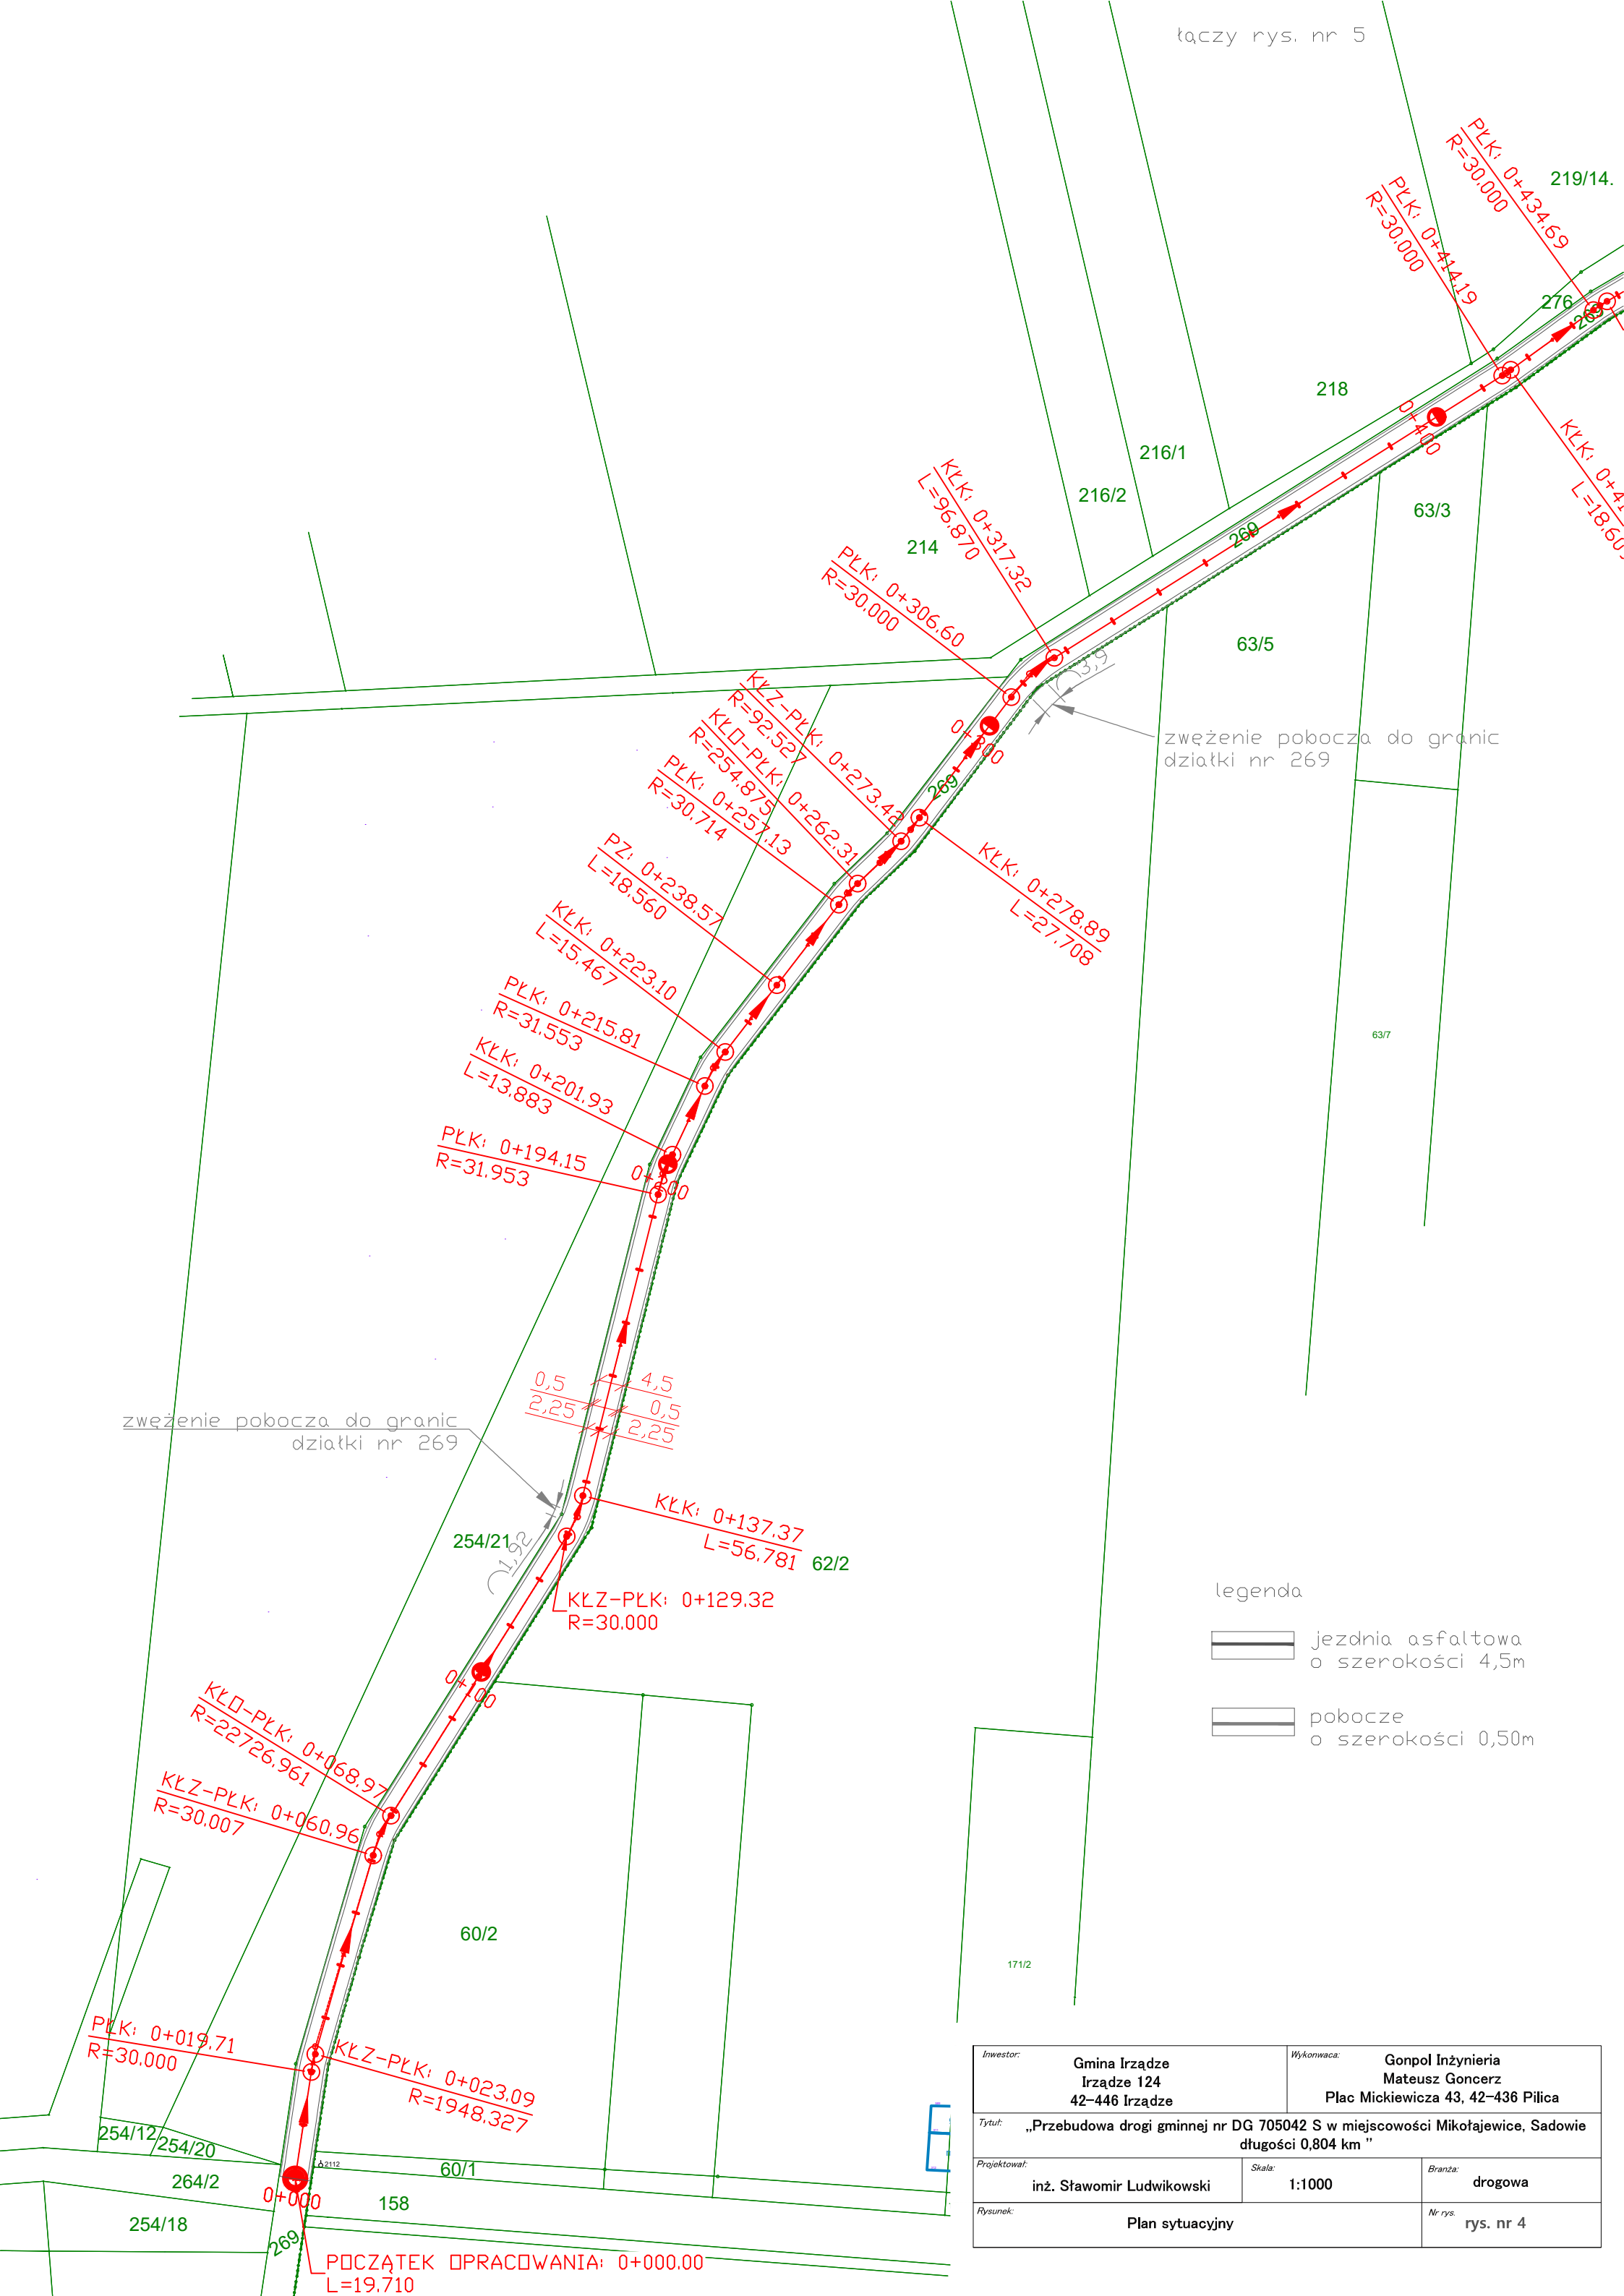 łączy rys. nr 5
PŁK: 0+434.69
R=30.000
219/14.
PŁK: 0+414.19
R=30.000
276
269
218
0+400
KŁK: 0+317.32
L=96.870
216/1
216/2
63/3
L=18.60
214
269
PŁK: 0+306.60
R=30.000
63/5
3,9
KŁZ-PŁK: 0+273.42
R=92.527
0+300
zwężenie pobocza do granic
działki nr 269
KŁO-PŁK: 0+262.31
R=254.875
269
PŁK: 0+257.13
R=30.714
PZ: 0+238.57
L=18.560
KŁK: 0+278.89
L=27.708
KŁK: 0+223.10
L=15.467
PŁK: 0+215.81
R=31.553
63/7
KŁK: 0+201.93
L=13.883
PŁK: 0+194.15
R=31.953
0+200
0,5
4,5
2,25
0,5
2,25
zwężenie pobocza do granic
działki nr 269
KŁK: 0+137.37
L=56.781
254/21
1,92
62/2
KŁZ-PŁK: 0+129.32
R=30.000
legenda
jezdnia asfaltowa
o szerokości 4,5m
0+100
pobocze
o szerokości 0,50m
KŁO-PŁK: 0+068.97
R=22726.961
KŁZ-PŁK: 0+060.96
R=30.007
60/2
171/2
PŁK: 0+019.71
R=30.000
KŁZ-PŁK: 0+023.09
R=1948.327
254/12
254/20
2112
60/1
264/2
0+000
158
254/18
269
POCZĄTEK OPRACOWANIA: 0+000.00
L=19.710
Inwestor:
Gmina Irządze
Irządze 124
42-446 Irządze
Wykonwaca:
Gonpol Inżynieria
Mateusz Goncerz
Plac Mickiewicza 43, 42-436 Pilica
Tytuł:
„Przebudowa drogi gminnej nr DG 705042 S w miejscowości Mikołajewice, Sadowie
długości 0,804 km ”
Projektował:
inż. Sławomir Ludwikowski
Skala:
1:1000
Branża:
drogowa
Rysunek:
Plan sytuacyjny
Nr rys.
rys. nr 4